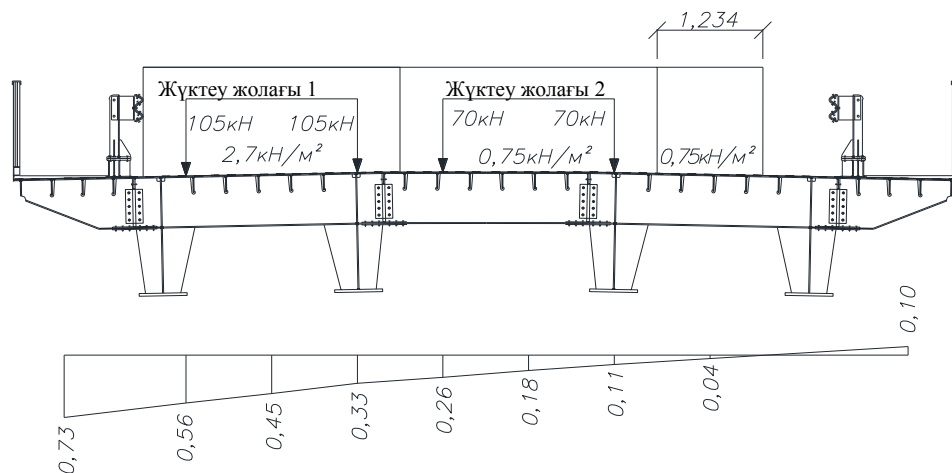 1,234
Жүктеу жолағы 1
Жүктеу жолағы 2
105кН
105кН
70кН
70кН
2,7кН/м²
0,75кН/м²
0,75кН/м²
0,10
0,73
0,56
0,45
0,33
0,26
0,18
0,11
0,04